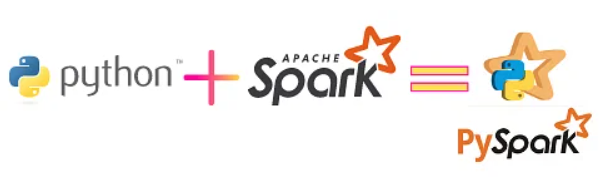 python™ + APACHE Spark =
PySpark